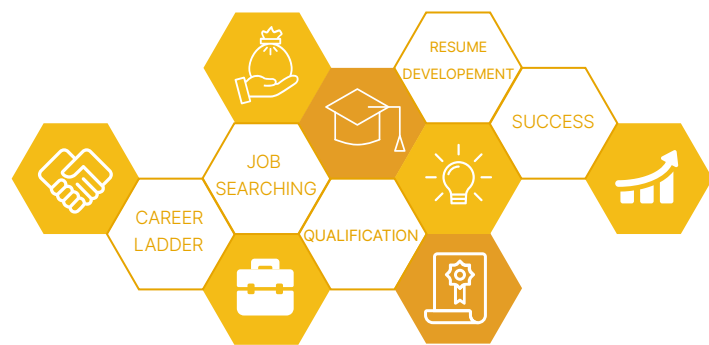 RESUME
DEVELOPEMENT
SUCCESS
JOB
SEARCHING
CAREER
LADDER
QUALIFICATION